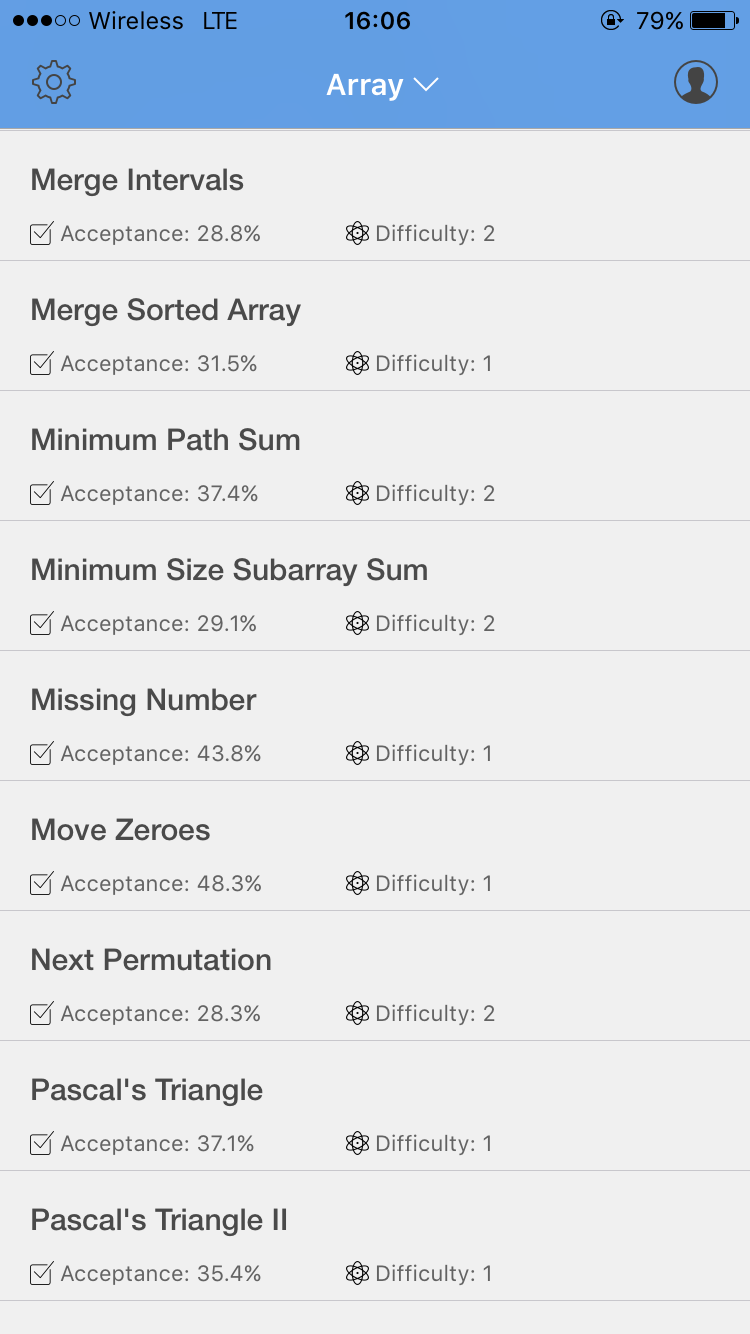 Wireless LTE 16:06 79%
Array
Merge Intervals
Acceptance: 28.8% Difficulty: 2
Merge Sorted Array
Acceptance: 31.5% Difficulty: 1
Minimum Path Sum
Acceptance: 37.4% Difficulty: 2
Minimum Size Subarray Sum
Acceptance: 29.1% Difficulty: 2
Missing Number
Acceptance: 43.8% Difficulty: 1
Move Zeroes
Acceptance: 48.3% Difficulty: 1
Next Permutation
Acceptance: 28.3% Difficulty: 2
Pascal's Triangle
Acceptance: 37.1% Difficulty: 1
Pascal's Triangle II
Acceptance: 35.4% Difficulty: 1